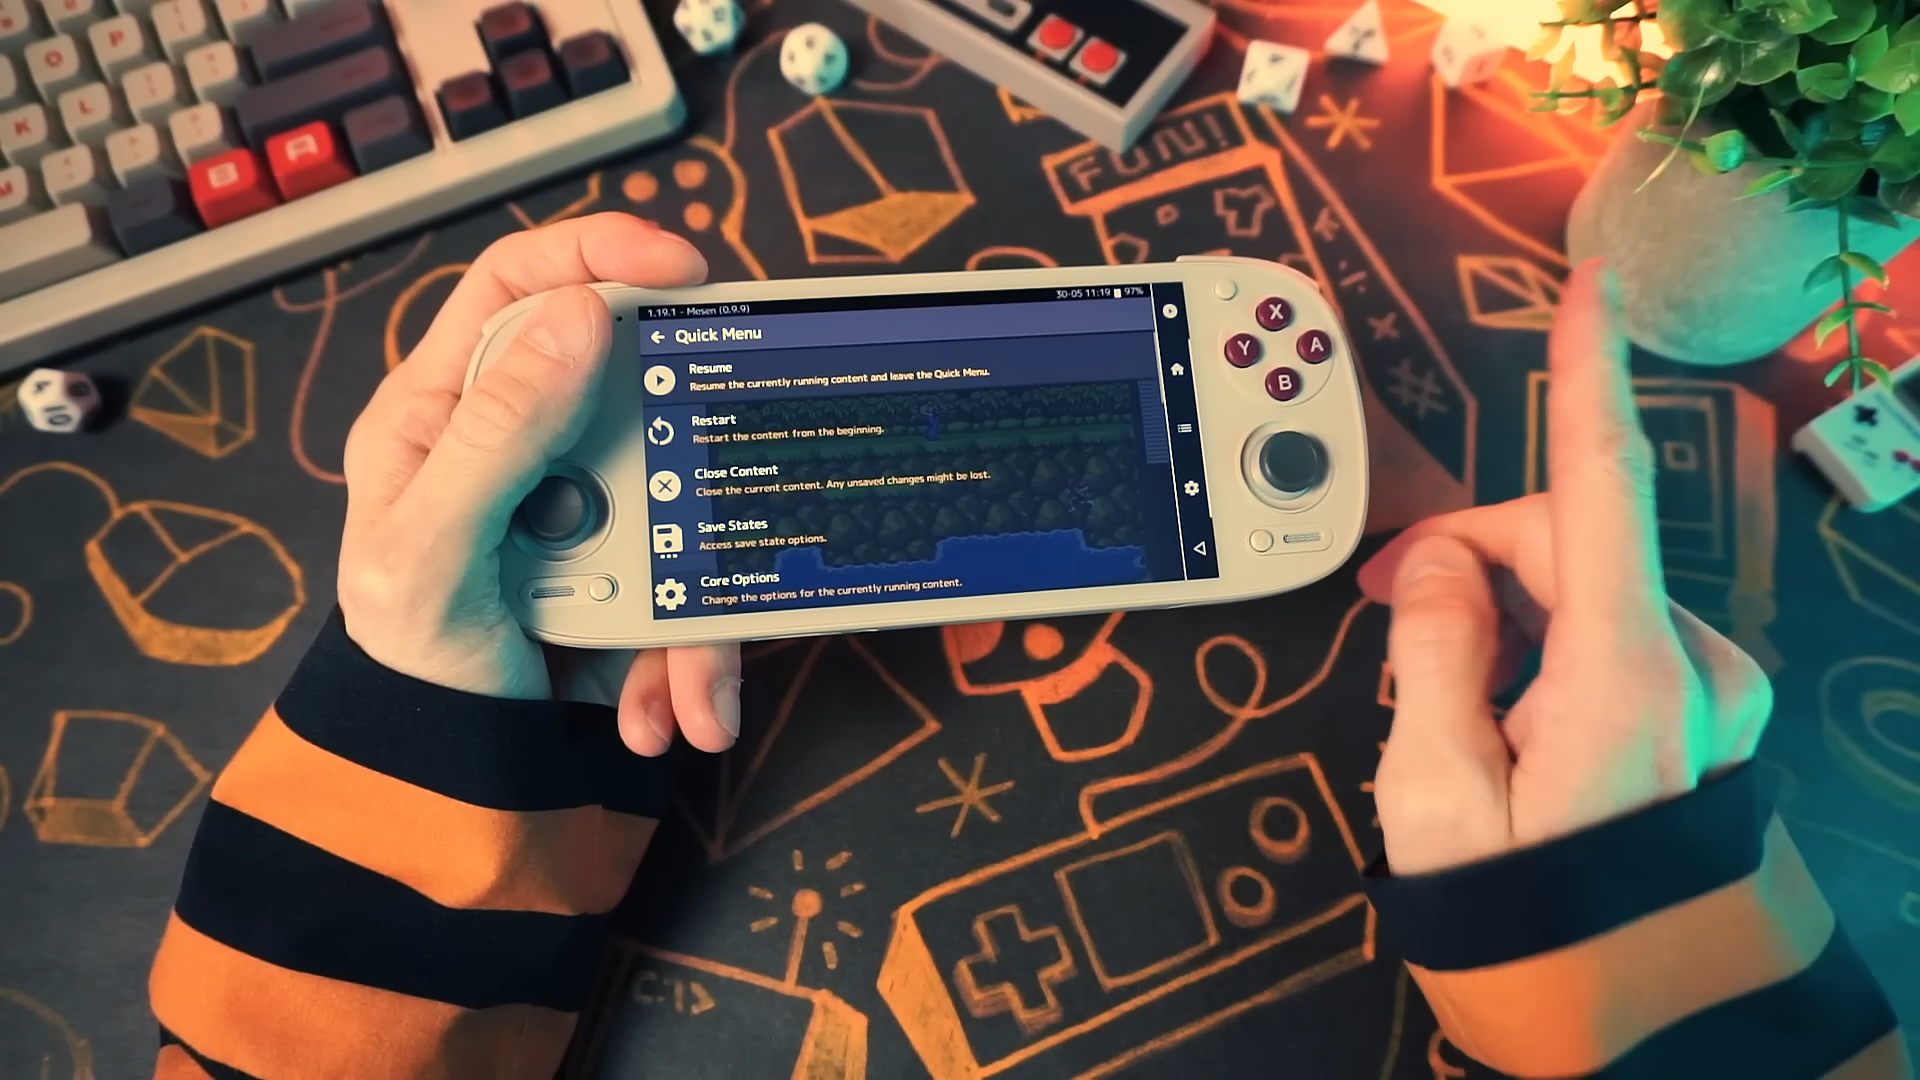 O
P
K
L
M
B
A
FUN!
4
10
1.19.1 - Mesen (0.9.9)
30-05 11:19 97%
Quick Menu
Resume
Resume the currently running content and leave the Quick Menu.
Restart
Restart the content from the beginning.
Close Content
Close the current content. Any unsaved changes might be lost.
Save States
Access save state options.
Core Options
Change the options for the currently running content.
X
Y
A
B
C:\>